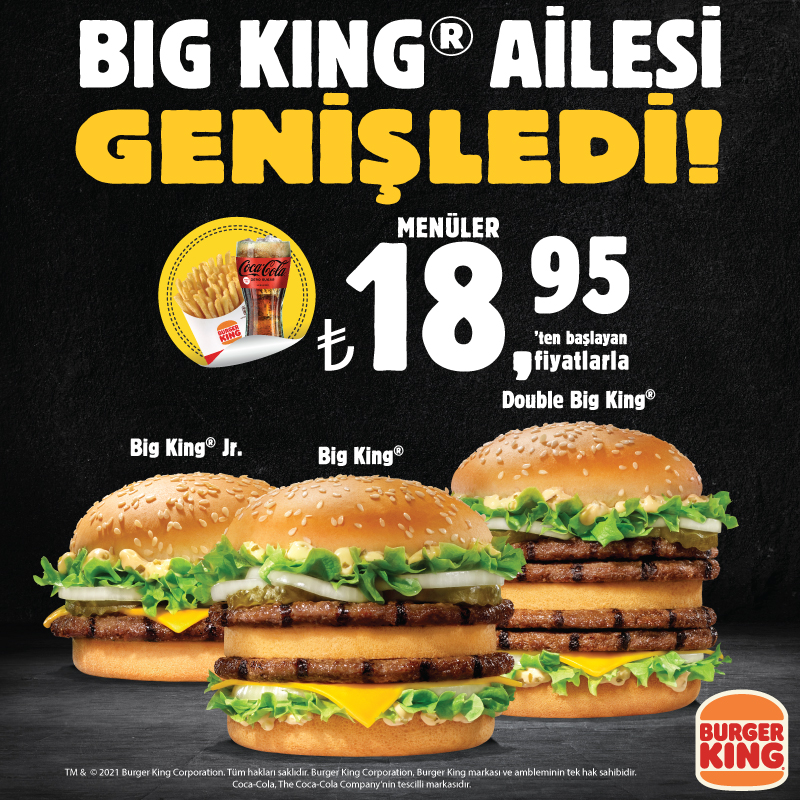 BIG KING® AİLESİ
GENİŞLEDİ!
MENÜLER
₺18,95
'ten başlayan
fiyatlarla
Coca-Cola
BURGER
KING
Double Big King®
Big King® Jr.
Big King®
BURGER
KING
TM & © 2021 Burger King Corporation. Tüm hakları saklıdır. Burger King Corporation, Burger King markası ve ambleminin tek hak sahibidir.
Coca-Cola, The Coca-Cola Company'nin tescilli markasıdır.